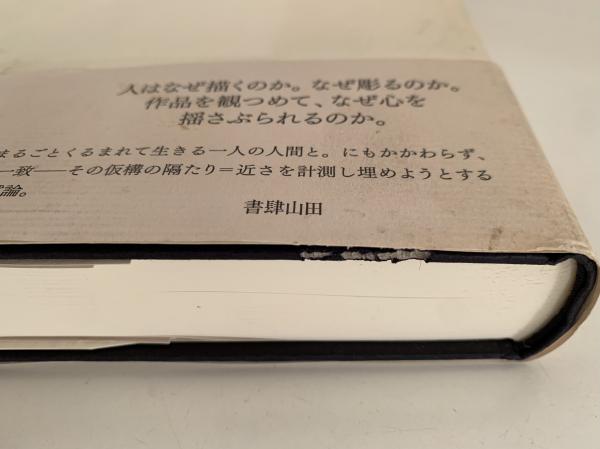 人はなぜ描くのか。なぜ彫るのか。
作品を観つめて、なぜ心を
揺さぶられるのか。
まるごとくるまれて生きる一人の人間と。にもかかわらず、
一致──その仮構の隔たり＝近さを計測し埋めようとする
論。
書肆山田